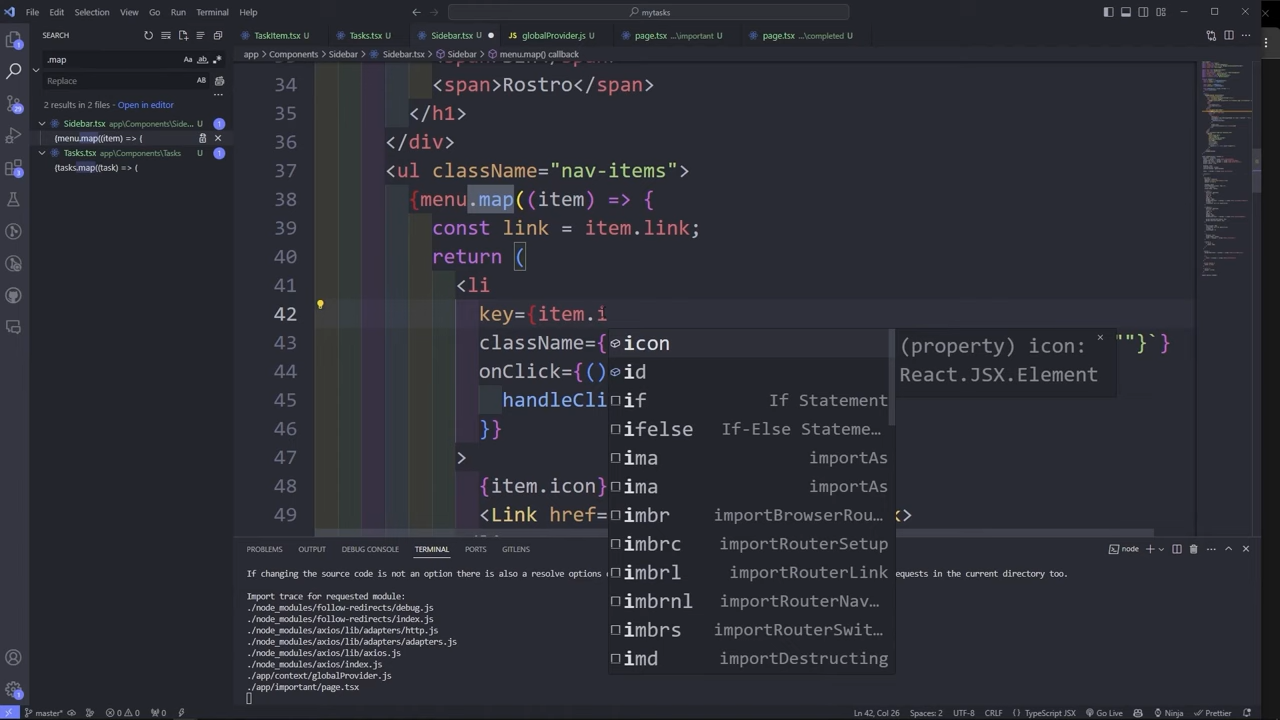 File Edit Selection View Go Run Terminal Help
mytasks
SEARCH
TaskItem.tsx U
Tasks.tsx U
Sidebar.tsx U
globalProvider.js U
page.tsx ...\important U
page.tsx ...\completed U
app > Components > Sidebar > Sidebar.tsx > Sidebar > menu.map() callback
.map
Replace
2 results in 2 files - Open in editor
Sidebar.tsx app\Components\Side... U 1
{menu.map((item) => {
Tasks.tsx app\Components\Tasks U 1
{tasks.map((task) => {
34 <span>Rostro</span>
35 </h1>
36 </div>
37 <ul className="nav-items">
38 {menu.map((item) => {
39 const link = item.link;
40 return (
41 <li
42 key={item.i
43 className={ ""}`}
44 onClick={()
45 handleCli
46 }}
47 >
48 {item.icon}
49 <Link href= k>
icon
id
if If Statement
ifelse If-Else Stateme...
ima importAs
ima importAs
imbr importBrowserRou...
imbrc importRouterSetup
imbrl importRouterLink
imbrnl importRouterNav...
imbrs importRouterSwit...
imd importDestructing
(property) icon:
React.JSX.Element
PROBLEMS OUTPUT DEBUG CONSOLE TERMINAL PORTS GITLENS
node
If changing the source code is not an option there is also a resolve options equests in the current directory too.
Import trace for requested module:
./node_modules/follow-redirects/debug.js
./node_modules/follow-redirects/index.js
./node_modules/axios/lib/adapters/http.js
./node_modules/axios/lib/adapters/adapters.js
./node_modules/axios/lib/axios.js
./node_modules/axios/index.js
./app/context/globalProvider.js
./app/important/page.tsx
master* 0 0 0 Ln 42, Col 26 Spaces: 2 UTF-8 CRLF TypeScript JSX Go Live Ninja Prettier